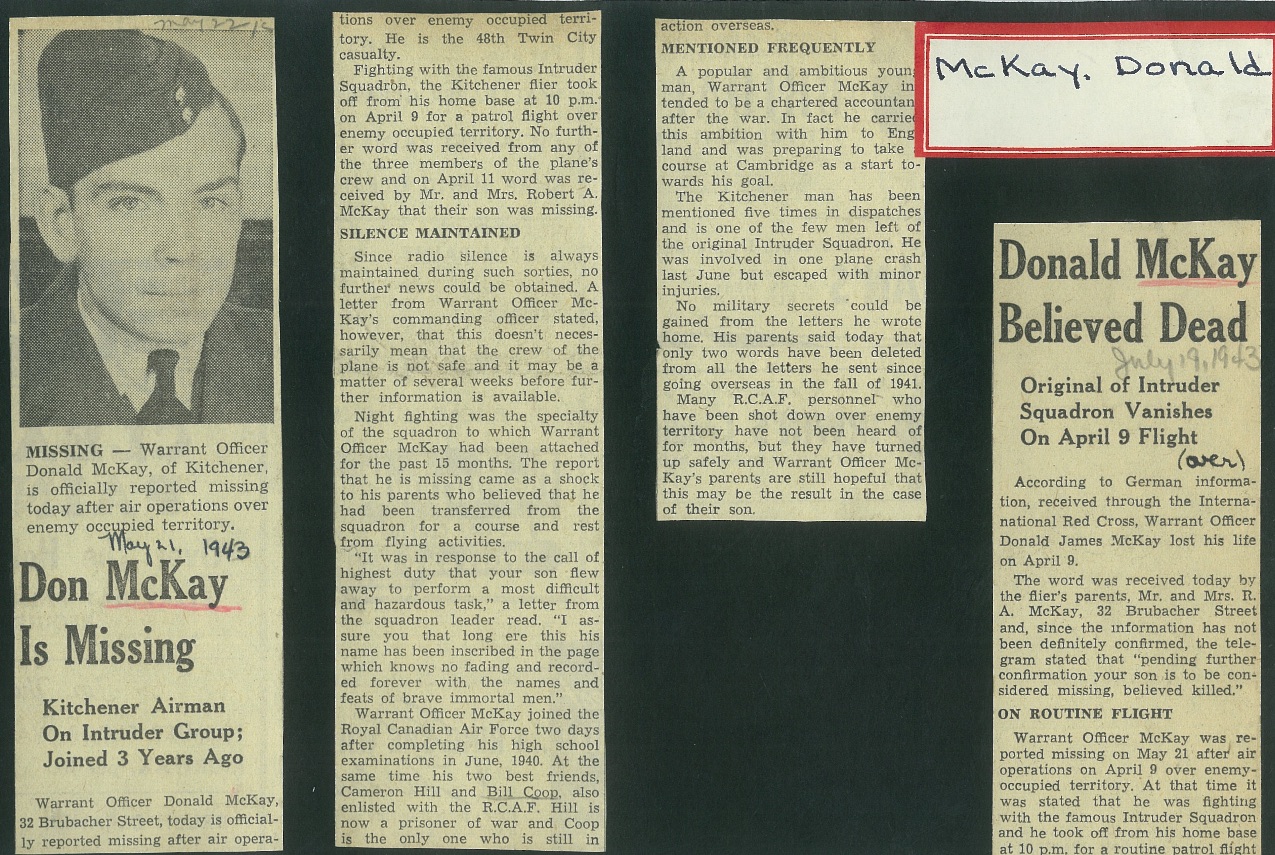 may 22/
MISSING — Warrant Officer
Donald McKay, of Kitchener,
is officially reported missing
today after air operations over
enemy occupied territory.
May 21, 1943
Don McKay
Is Missing
Kitchener Airman
On Intruder Group;
Joined 3 Years Ago
Warrant Officer Donald McKay,
32 Brubacher Street, today is official-
ly reported missing after air opera-
tions over enemy occupied terri-
tory. He is the 48th Twin City
casualty.
Fighting with the famous Intruder
Squadron, the Kitchener flier took
off from his home base at 10 p.m.
on April 9 for a patrol flight over
enemy occupied territory. No furth-
er word was received from any of
the three members of the plane's
crew and on April 11 word was re-
ceived by Mr. and Mrs. Robert A.
McKay that their son was missing.
SILENCE MAINTAINED
Since radio silence is always
maintained during such sorties, no
further news could be obtained. A
letter from Warrant Officer Mc-
Kay's commanding officer stated,
however, that this doesn't neces-
sarily mean that the crew of the
plane is not safe and it may be a
matter of several weeks before fur-
ther information is available.
Night fighting was the specialty
of the squadron to which Warrant
Officer McKay had been attached
for the past 15 months. The report
that he is missing came as a shock
to his parents who believed that he
had been transferred from the
squadron for a course and rest
from flying activities.
"It was in response to the call of
highest duty that your son flew
away to perform a most difficult
and hazardous task," a letter from
the squadron leader read. "I as-
sure you that long ere this his
name has been inscribed in the page
which knows no fading and record-
ed forever with the names and
feats of brave immortal men."
Warrant Officer McKay joined the
Royal Canadian Air Force two days
after completing his high school
examinations in June, 1940. At the
same time his two best friends,
Cameron Hill and Bill Coop, also
enlisted with the R.C.A.F. Hill is
now a prisoner of war and Coop
is the only one who is still in
action overseas.
MENTIONED FREQUENTLY
A popular and ambitious young
man, Warrant Officer McKay in
tended to be a chartered accountan
after the war. In fact he carried
this ambition with him to Eng
land and was preparing to take
course at Cambridge as a start to-
wards his goal.
The Kitchener man has been
mentioned five times in dispatches
and is one of the few men left of
the original Intruder Squadron. He
was involved in one plane crash
last June but escaped with minor
injuries.
No military secrets could be
gained from the letters he wrote
home. His parents said today that
only two words have been deleted
from all the letters he sent since
going overseas in the fall of 1941.
Many R.C.A.F. personnel who
have been shot down over enemy
territory have not been heard of
for months, but they have turned
up safely and Warrant Officer Mc-
Kay's parents are still hopeful that
this may be the result in the case
of their son.
McKay, Donald
Donald McKay
Believed Dead
July 19, 1943
Original of Intruder
Squadron Vanishes
On April 9 Flight
(over)
According to German informa-
tion, received through the Interna-
national Red Cross, Warrant Officer
Donald James McKay lost his life
on April 9.
The word was received today by
the flier's parents, Mr. and Mrs. R.
A. McKay, 32 Brubacher Street
and, since the information has not
been definitely confirmed, the tele-
gram stated that "pending further
confirmation your son is to be con-
sidered missing, believed killed."
ON ROUTINE FLIGHT
Warrant Officer McKay was re-
ported missing on May 21 after air
operations on April 9 over enemy-
occupied territory. At that time it
was stated that he was fighting
with the famous Intruder Squadron
and he took off from his home base
at 10 p.m. for a routine patrol flight